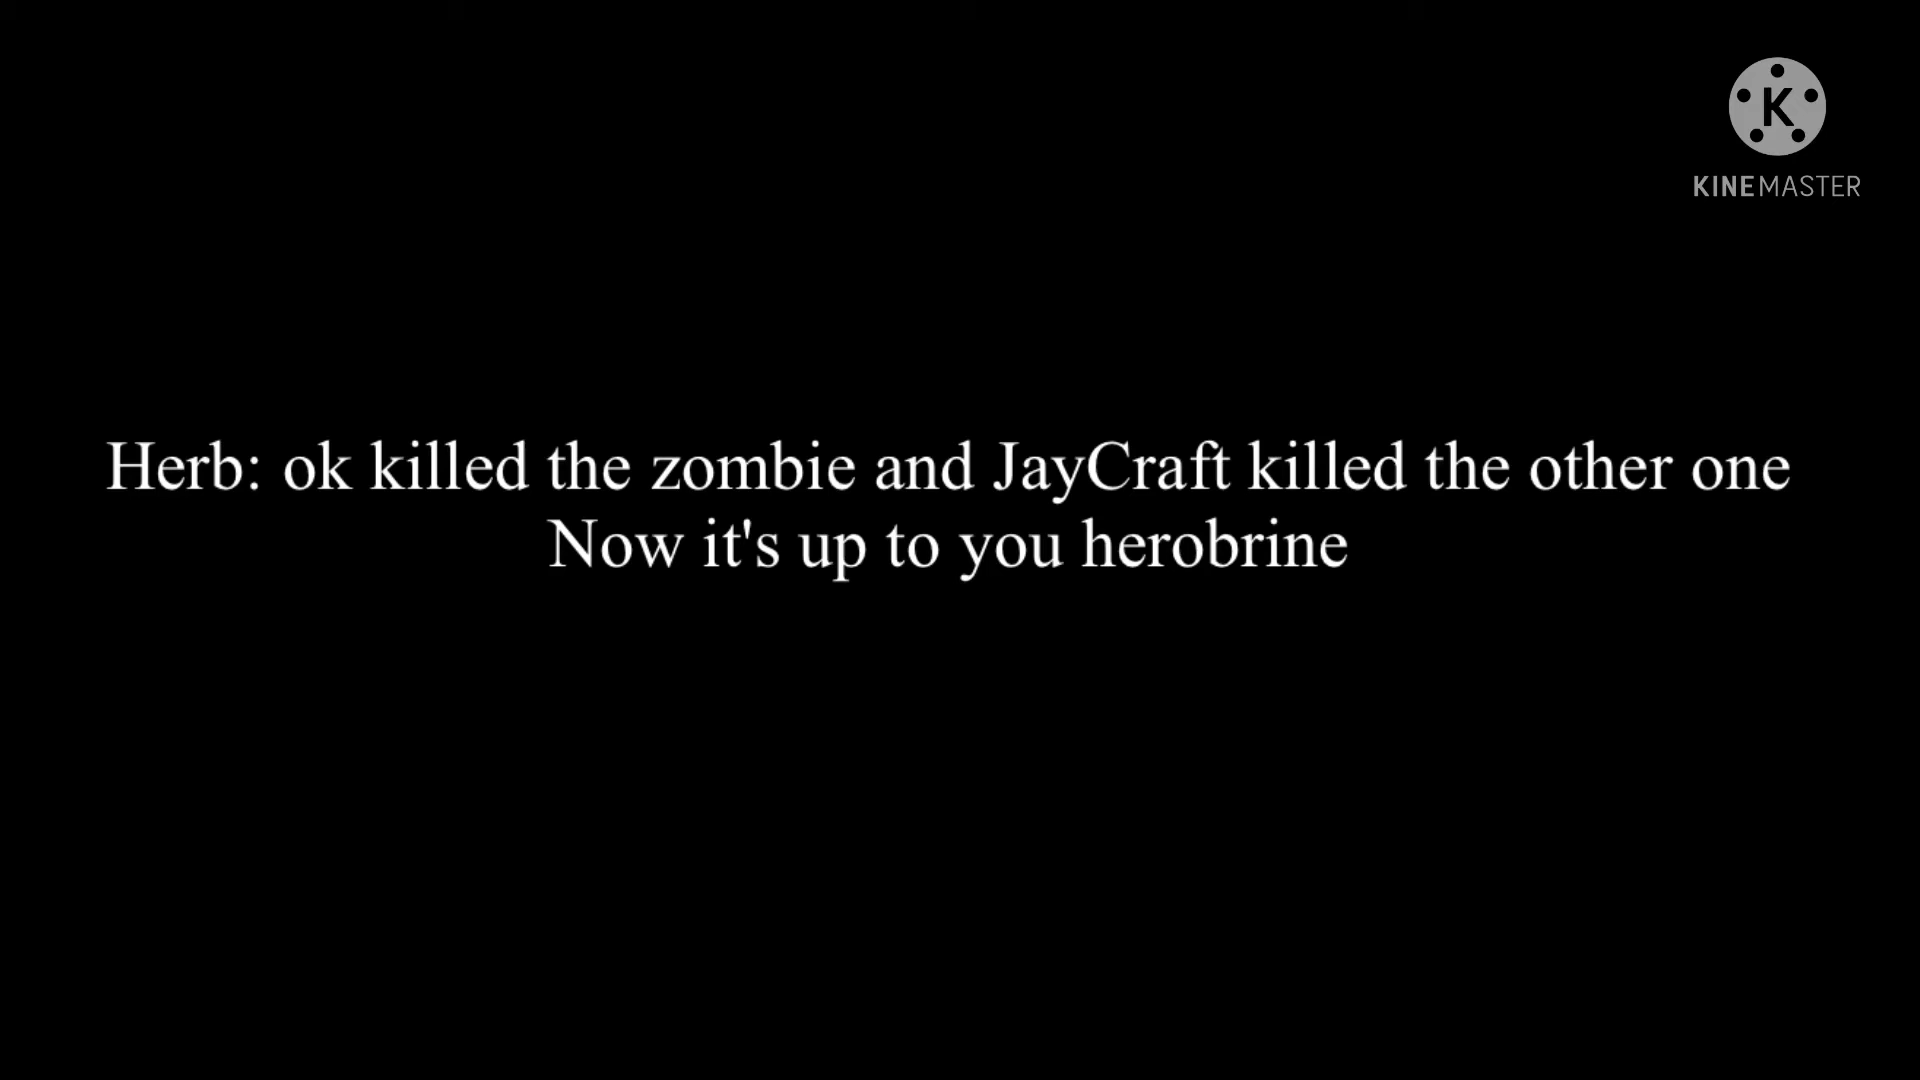 K
KINEMASTER
Herb: ok killed the zombie and JayCraft killed the other one
Now it's up to you herobrine